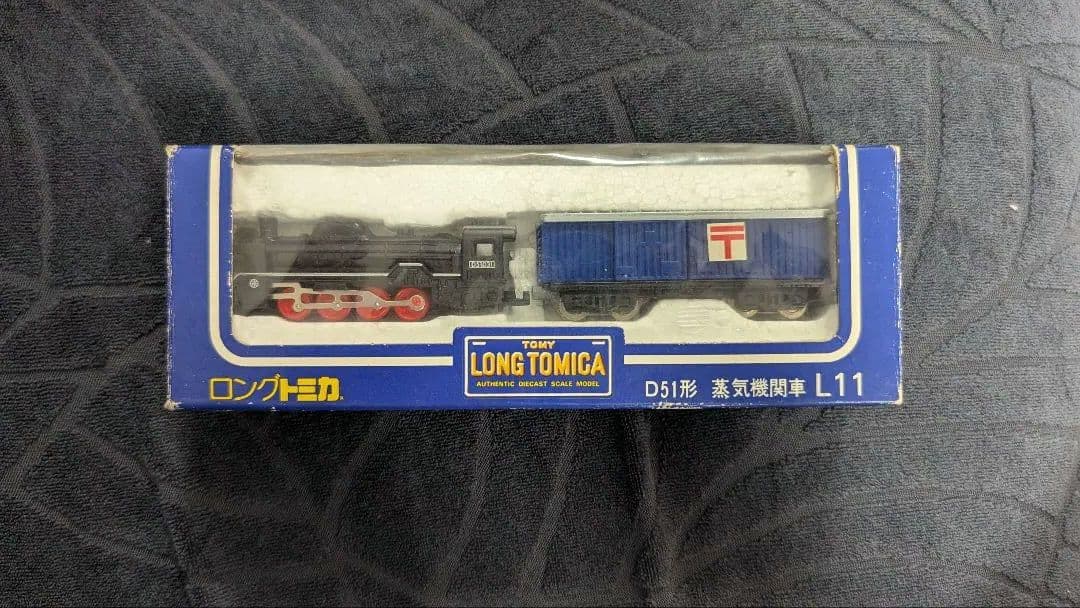 〒
TOMY
LONG TOMICA
AUTHENTIC DIECAST SCALE MODEL
ロングトミカ
D51形 蒸気機関車 L11